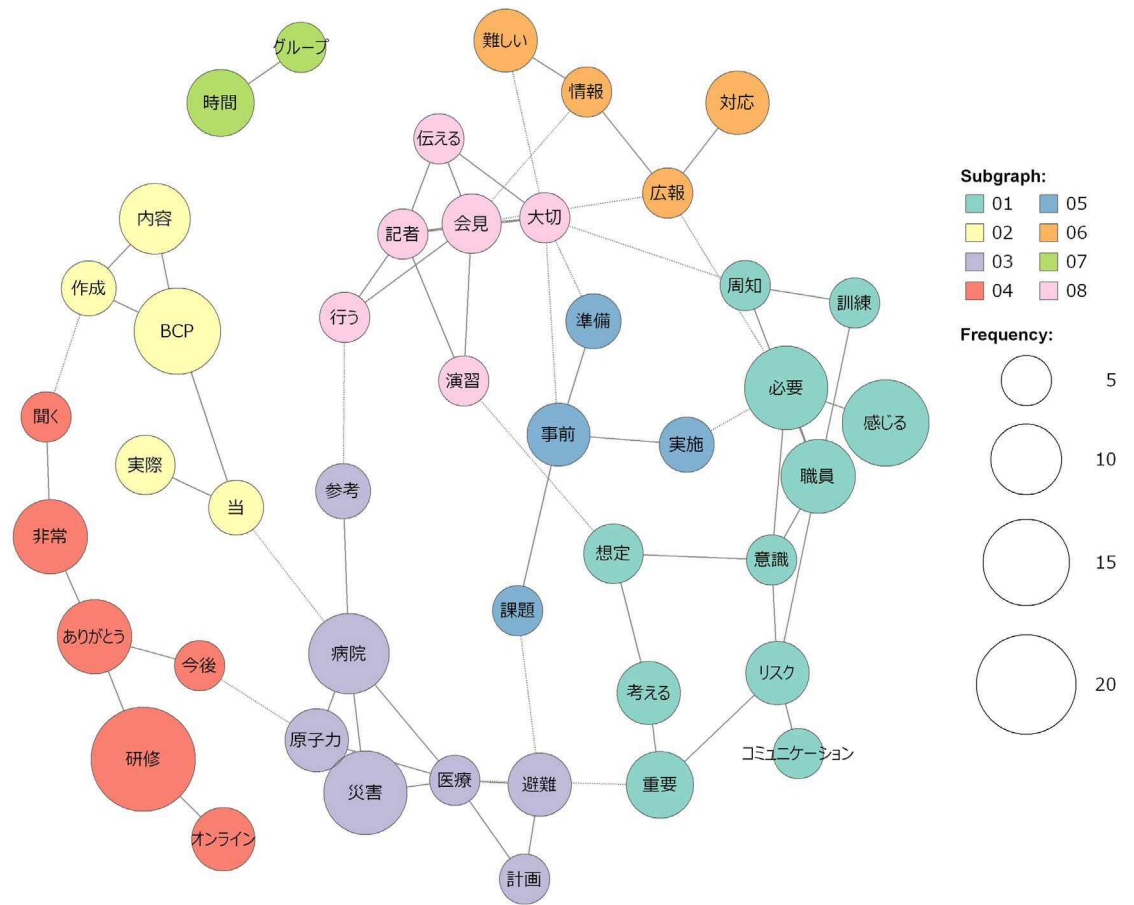 グループ
時間
難しい
情報
対応
広報
伝える
記者
会見
大切
行う
演習
内容
作成
BCP
実際
当
聞く
非常
ありがとう
今後
研修
オンライン
参考
病院
原子力
災害
医療
避難
計画
準備
事前
実施
課題
周知
訓練
必要
感じる
職員
想定
意識
考える
リスク
コミュニケーション
重要
Subgraph:
01 05
02 06
03 07
04 08
Frequency:
5
10
15
20